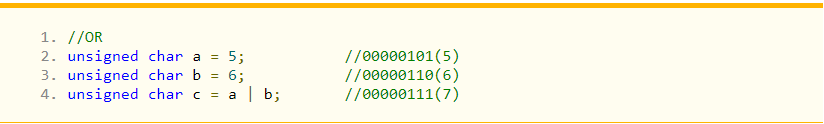 1. //OR
2. unsigned char a = 5; //00000101(5)
3. unsigned char b = 6; //00000110(6)
4. unsigned char c = a | b; //00000111(7)